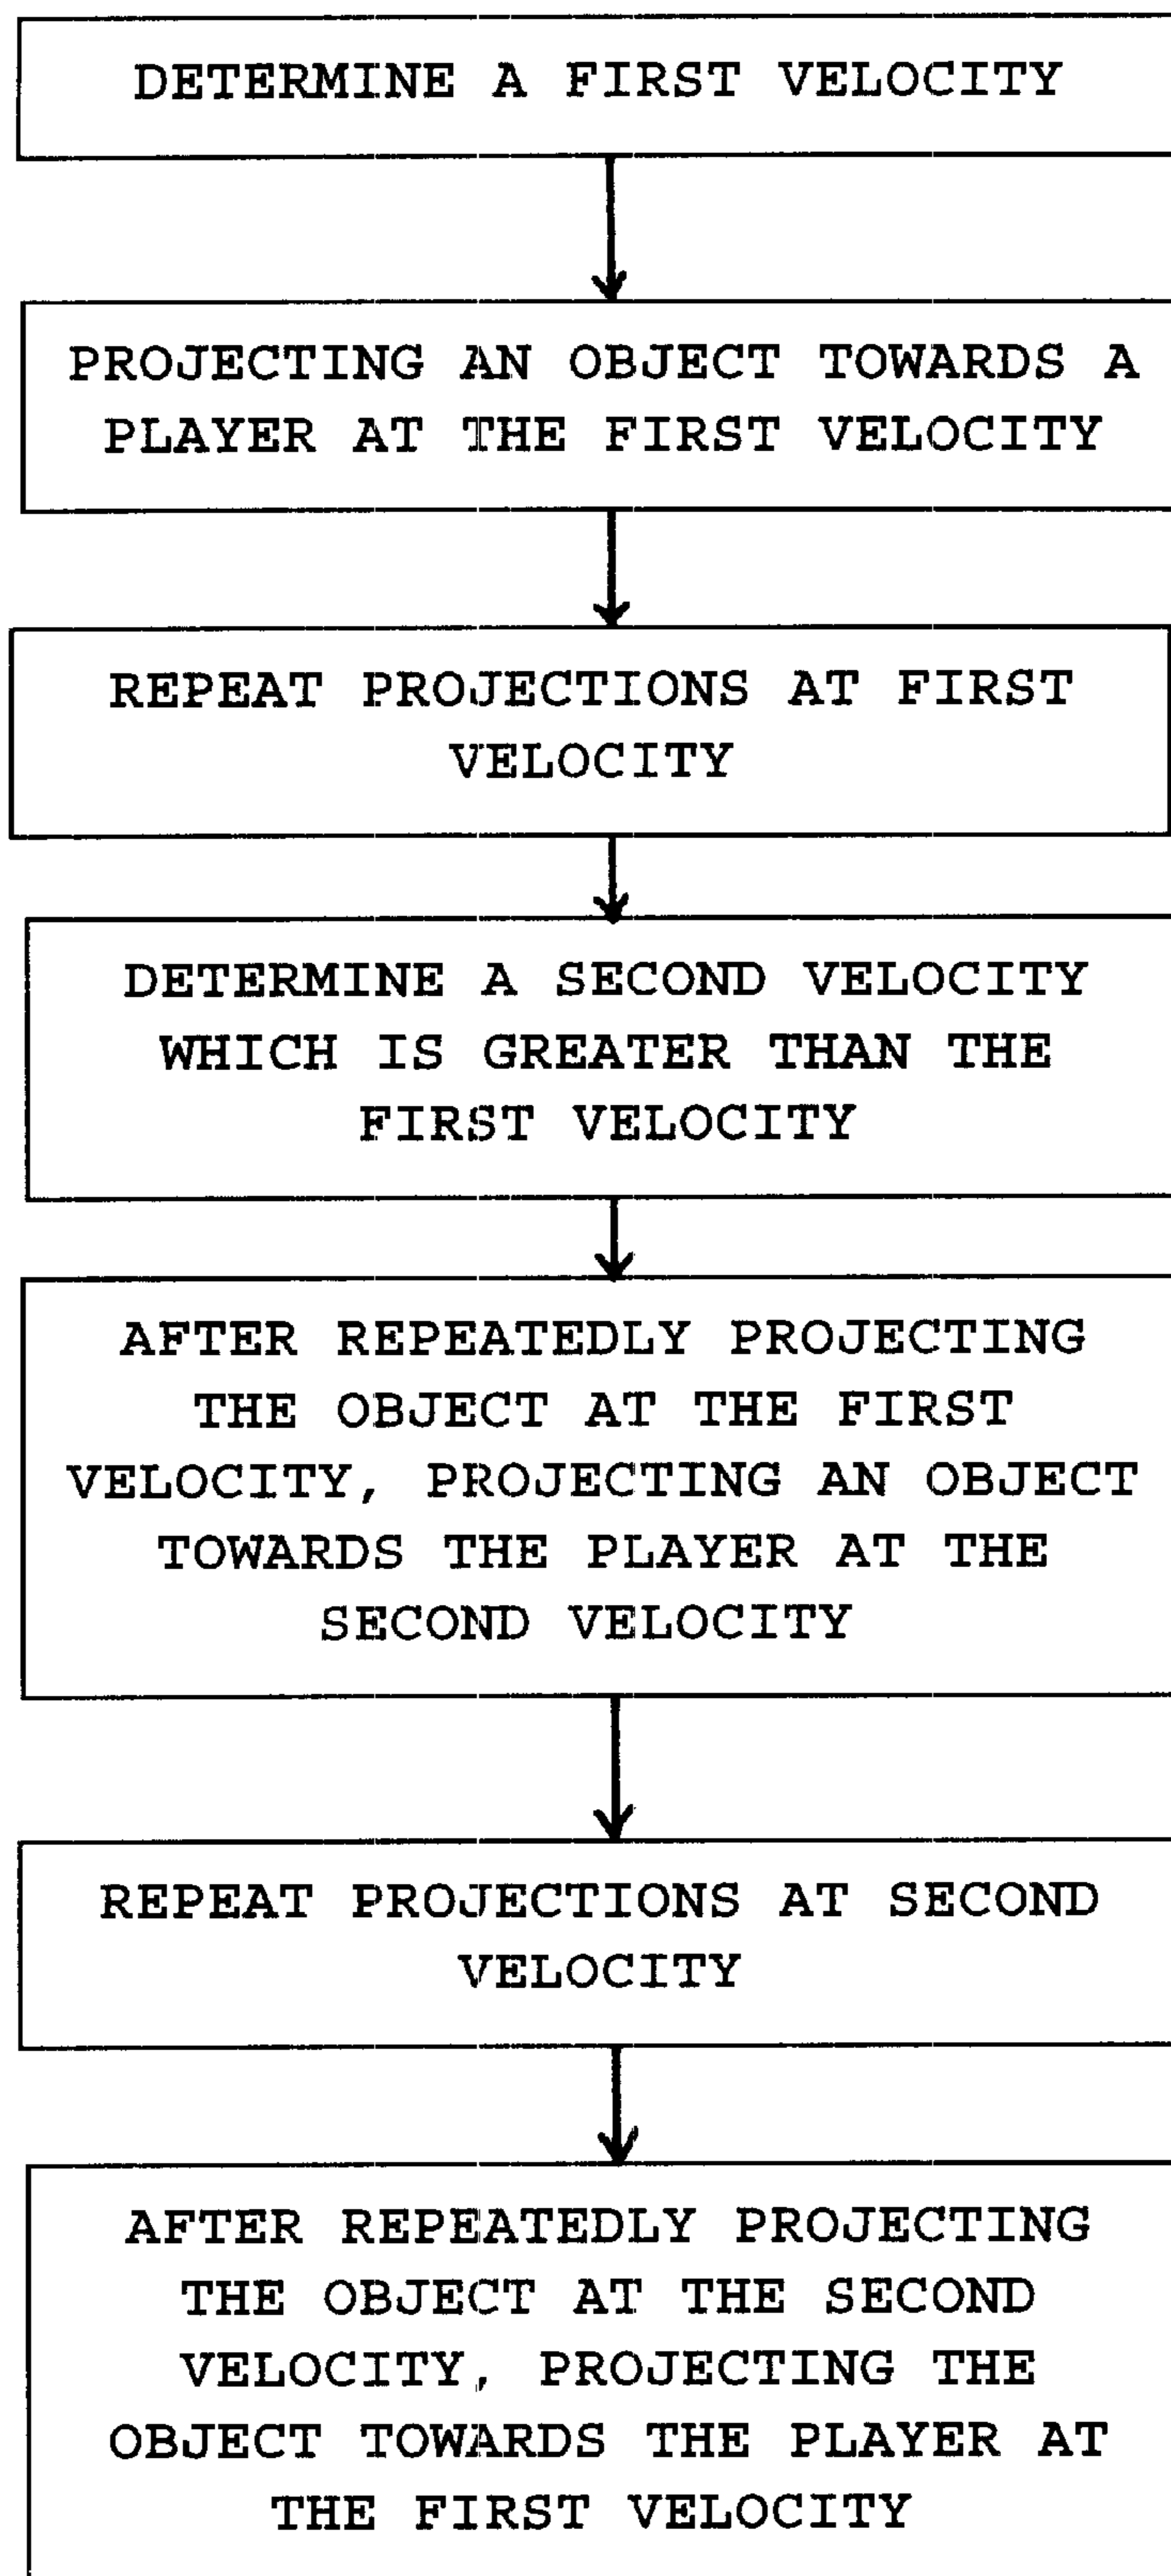 DETERMINE A FIRST VELOCITY
PROJECTING AN OBJECT TOWARDS A
PLAYER AT THE FIRST VELOCITY
REPEAT PROJECTIONS AT FIRST
VELOCITY
DETERMINE A SECOND VELOCITY
WHICH IS GREATER THAN THE
FIRST VELOCITY
AFTER REPEATEDLY PROJECTING
THE OBJECT AT THE FIRST
VELOCITY, PROJECTING AN OBJECT
TOWARDS THE PLAYER AT THE
SECOND VELOCITY
REPEAT PROJECTIONS AT SECOND
VELOCITY
AFTER REPEATEDLY PROJECTING
THE OBJECT AT THE SECOND
VELOCITY, PROJECTING THE
OBJECT TOWARDS THE PLAYER AT
THE FIRST VELOCITY